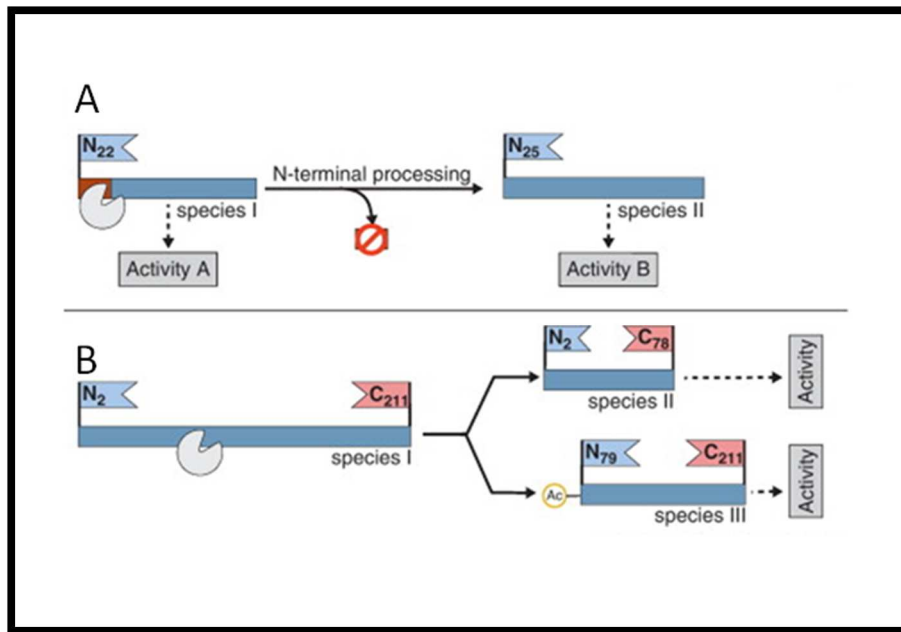 A
N22
N25
N-terminal processing
species I
species II
Activity A
Activity B
B
N2
C78
Activity
species II
N2
C211
species I
N79
C211
Ac
Activity
species III